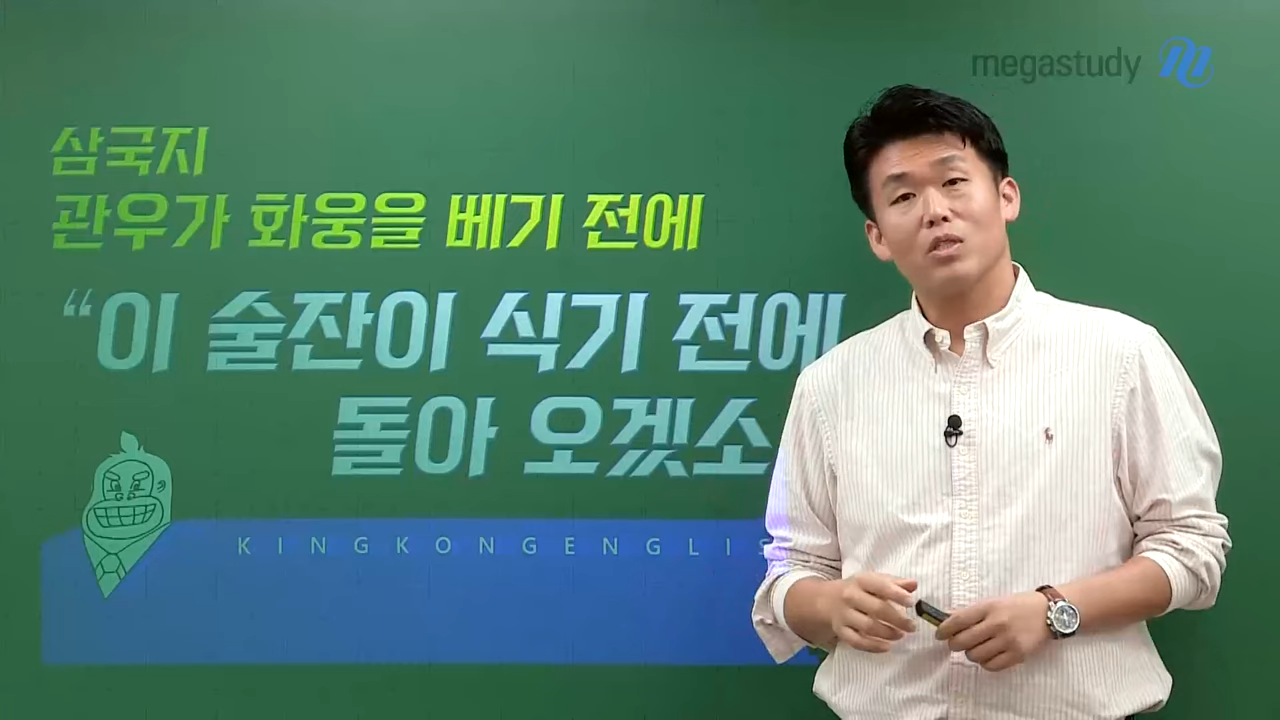 megastudy
삼국지
관우가 화웅을 베기 전에
“이 술잔이 식기 전에
돌아 오겠소
KINGKONGENGLIS